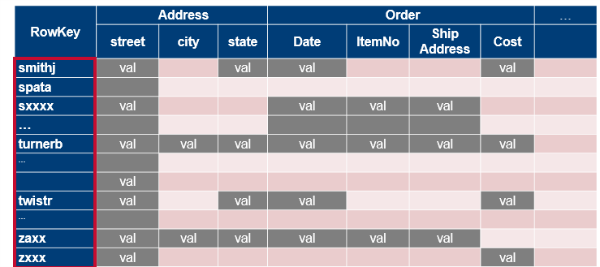 RowKey Address Order ...
street city state Date ItemNo Ship Address Cost
smithj val val val val
spata
sxxxx val val val val
...
turnerb val val val val val val val
...
val
twistr val val val val
...
zaxx val val val val val val
zxxx val val